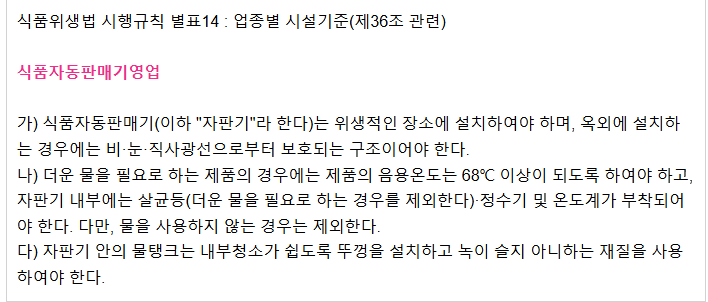 식품위생법 시행규칙 별표14 : 업종별 시설기준(제36조 관련)
식품자동판매기영업
가) 식품자동판매기(이하 "자판기"라 한다)는 위생적인 장소에 설치하여야 하며, 옥외에 설치하
는 경우에는 비·눈·직사광선으로부터 보호되는 구조이어야 한다.
나) 더운 물을 필요로 하는 제품의 경우에는 제품의 음용온도는 68℃ 이상이 되도록 하여야 하고,
자판기 내부에는 살균등(더운 물을 필요로 하는 경우를 제외한다)·정수기 및 온도계가 부착되어
야 한다. 다만, 물을 사용하지 않는 경우는 제외한다.
다) 자판기 안의 물탱크는 내부청소가 쉽도록 뚜껑을 설치하고 녹이 슬지 아니하는 재질을 사용
하여야 한다.